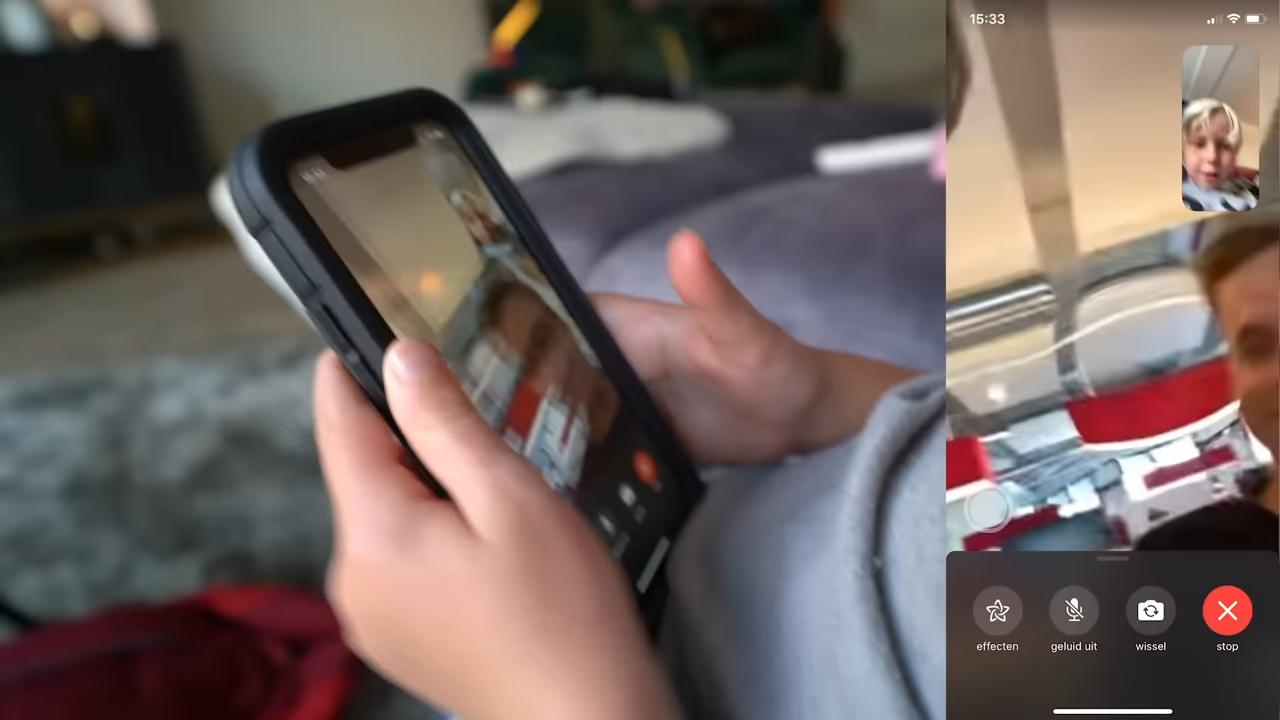 15:33
effecten
geluid uit
wissel
stop